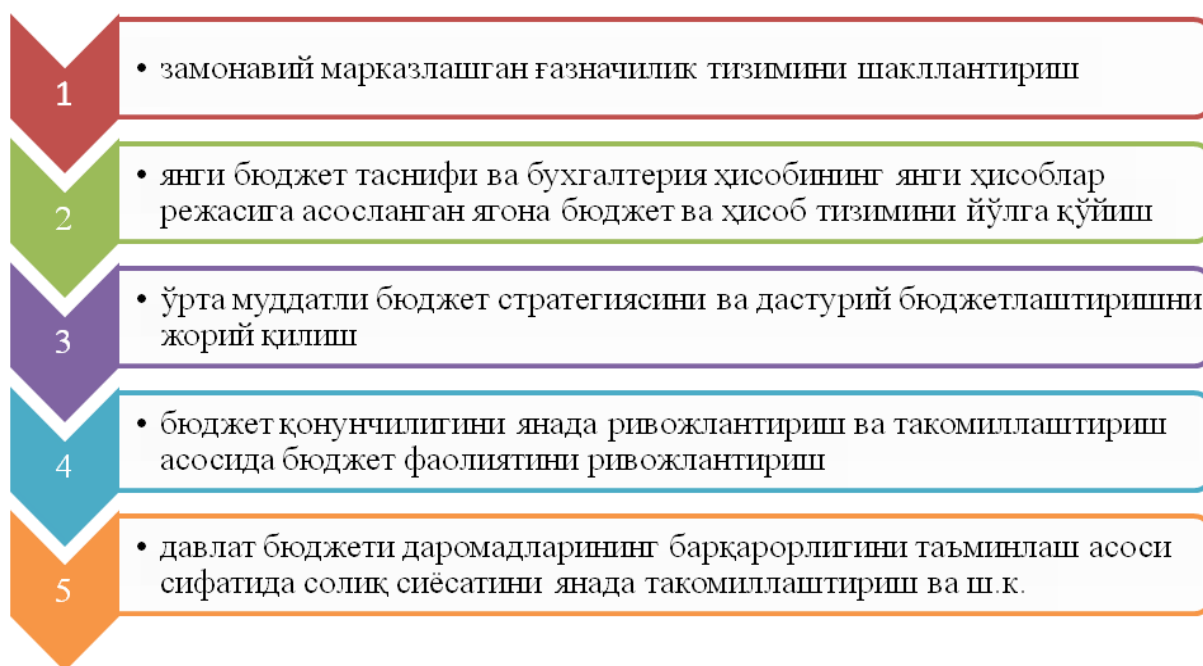 1
• замонавий марказлашган ғазначилик тизимини шакллантириш
2
• янги бюджет таснифи ва бухгалтерия ҳисобининг янги ҳисоблар
режасига асосланган ягона бюджет ва ҳисоб тизимини йўлга қўйиш
3
• ўрта муддатли бюджет стратегиясини ва дастурий бюджетлаштиришни
жорий қилиш
4
• бюджет қонунчилигини янада ривожлантириш ва такомиллаштириш
асосида бюджет фаолиятини ривожлантириш
5
• давлат бюджети даромадларининг барқарорлигини таъминлаш асоси
сифатида солиқ сиёсатини янада такомиллаштириш ва ш.к.